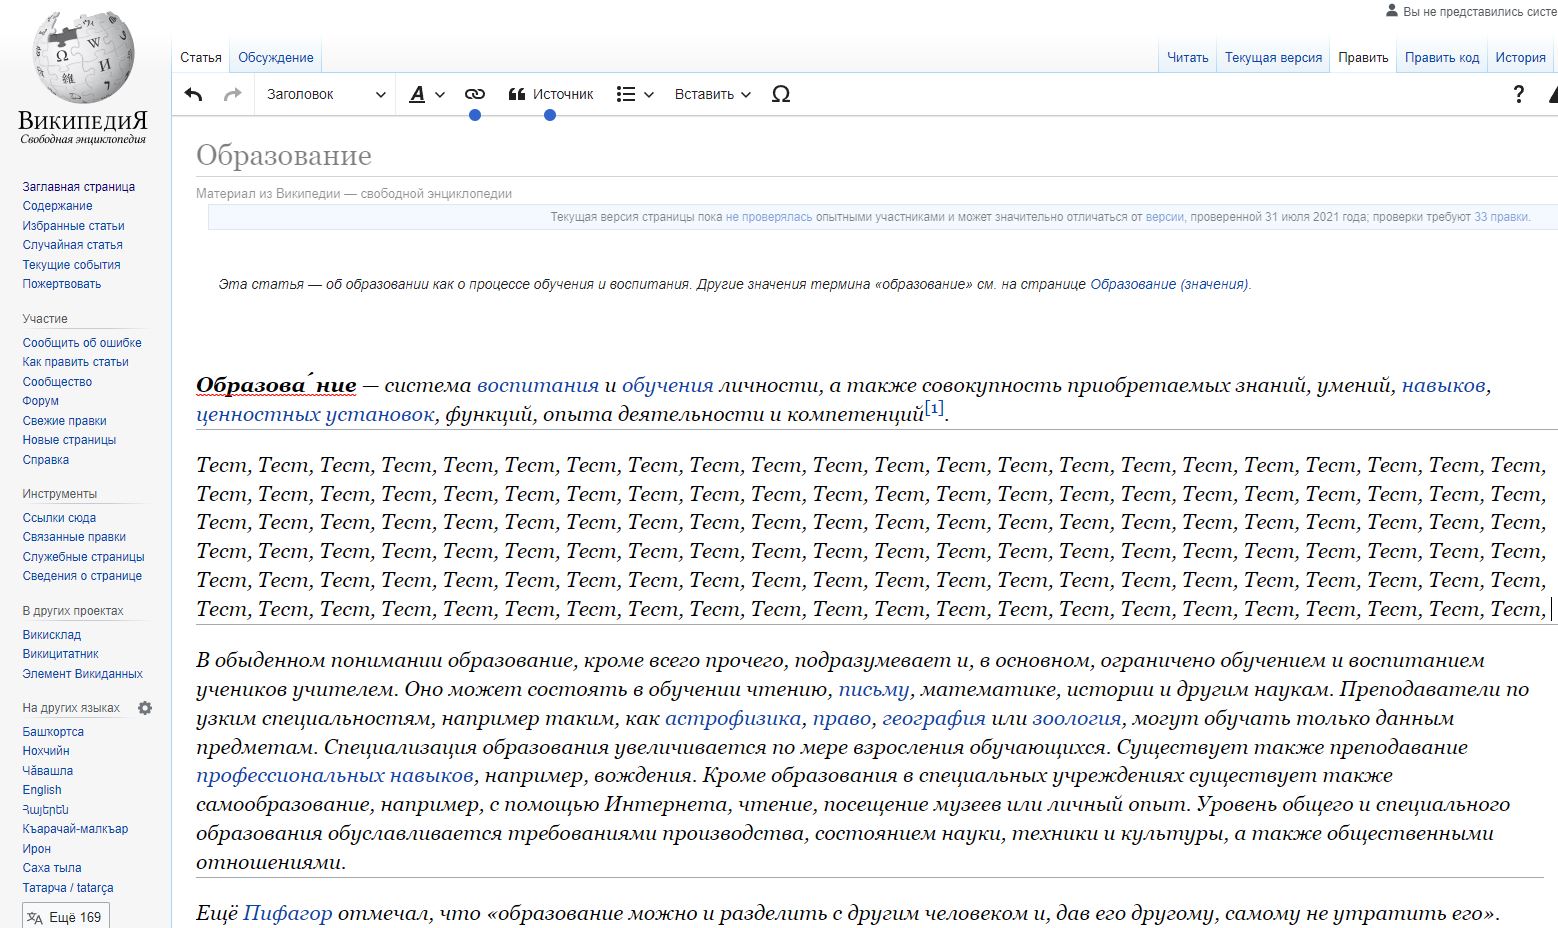 Вы не представились систе
ВикипедиЯ
Свободная энциклопедия
Статья Обсуждение
Читать Текущая версия Править Править код История
Заголовок А Источник Вставить Ω ?
Образование
Материал из Википедии — свободной энциклопедии
Текущая версия страницы пока не проверялась опытными участниками и может значительно отличаться от версии, проверенной 31 июля 2021 года; проверки требуют 33 правки.
Эта статья — об образовании как о процессе обучения и воспитания. Другие значения термина «образование» см. на странице Образование (значения).
Образова́ние — система воспитания и обучения личности, а также совокупность приобретаемых знаний, умений, навыков,
ценностных установок, функций, опыта деятельности и компетенций[1].
Тест, Тест, Тест, Тест, Тест, Тест, Тест, Тест, Тест, Тест, Тест, Тест, Тест, Тест, Тест, Тест, Тест, Тест, Тест, Тест, Тест, Тест,
Тест, Тест, Тест, Тест, Тест, Тест, Тест, Тест, Тест, Тест, Тест, Тест, Тест, Тест, Тест, Тест, Тест, Тест, Тест, Тест, Тест, Тест,
Тест, Тест, Тест, Тест, Тест, Тест, Тест, Тест, Тест, Тест, Тест, Тест, Тест, Тест, Тест, Тест, Тест, Тест, Тест, Тест, Тест, Тест,
Тест, Тест, Тест, Тест, Тест, Тест, Тест, Тест, Тест, Тест, Тест, Тест, Тест, Тест, Тест, Тест, Тест, Тест, Тест, Тест, Тест, Тест,
Тест, Тест, Тест, Тест, Тест, Тест, Тест, Тест, Тест, Тест, Тест, Тест, Тест, Тест, Тест, Тест, Тест, Тест, Тест, Тест, Тест, Тест,
Тест, Тест, Тест, Тест, Тест, Тест, Тест, Тест, Тест, Тест, Тест, Тест, Тест, Тест, Тест, Тест, Тест, Тест, Тест, Тест, Тест, Тест,
В обыденном понимании образование, кроме всего прочего, подразумевает и, в основном, ограничено обучением и воспитанием
учеников учителем. Оно может состоять в обучении чтению, письму, математике, истории и другим наукам. Преподаватели по
узким специальностям, например таким, как астрофизика, право, география или зоология, могут обучать только данным
предметам. Специализация образования увеличивается по мере взросления обучающихся. Существует также преподавание
профессиональных навыков, например, вождения. Кроме образования в специальных учреждениях существует также
самообразование, например, с помощью Интернета, чтение, посещение музеев или личный опыт. Уровень общего и специального
образования обуславливается требованиями производства, состоянием науки, техники и культуры, а также общественными
отношениями.
Ещё Пифагор отмечал, что «образование можно и разделить с другим человеком и, дав его другому, самому не утратить его».
Заглавная страница
Содержание
Избранные статьи
Случайная статья
Текущие события
Пожертвовать
Участие
Сообщить об ошибке
Как править статьи
Сообщество
Форум
Свежие правки
Новые страницы
Справка
Инструменты
Ссылки сюда
Связанные правки
Служебные страницы
Сведения о странице
В других проектах
Викисклад
Викицитатник
Элемент Викиданных
На других языках
Башкортса
Нохчийн
Чӑвашла
English
Հայերեն
Къарачай-малкъар
Ирон
Саха тыла
Татарча / tatarça
Ещё 169